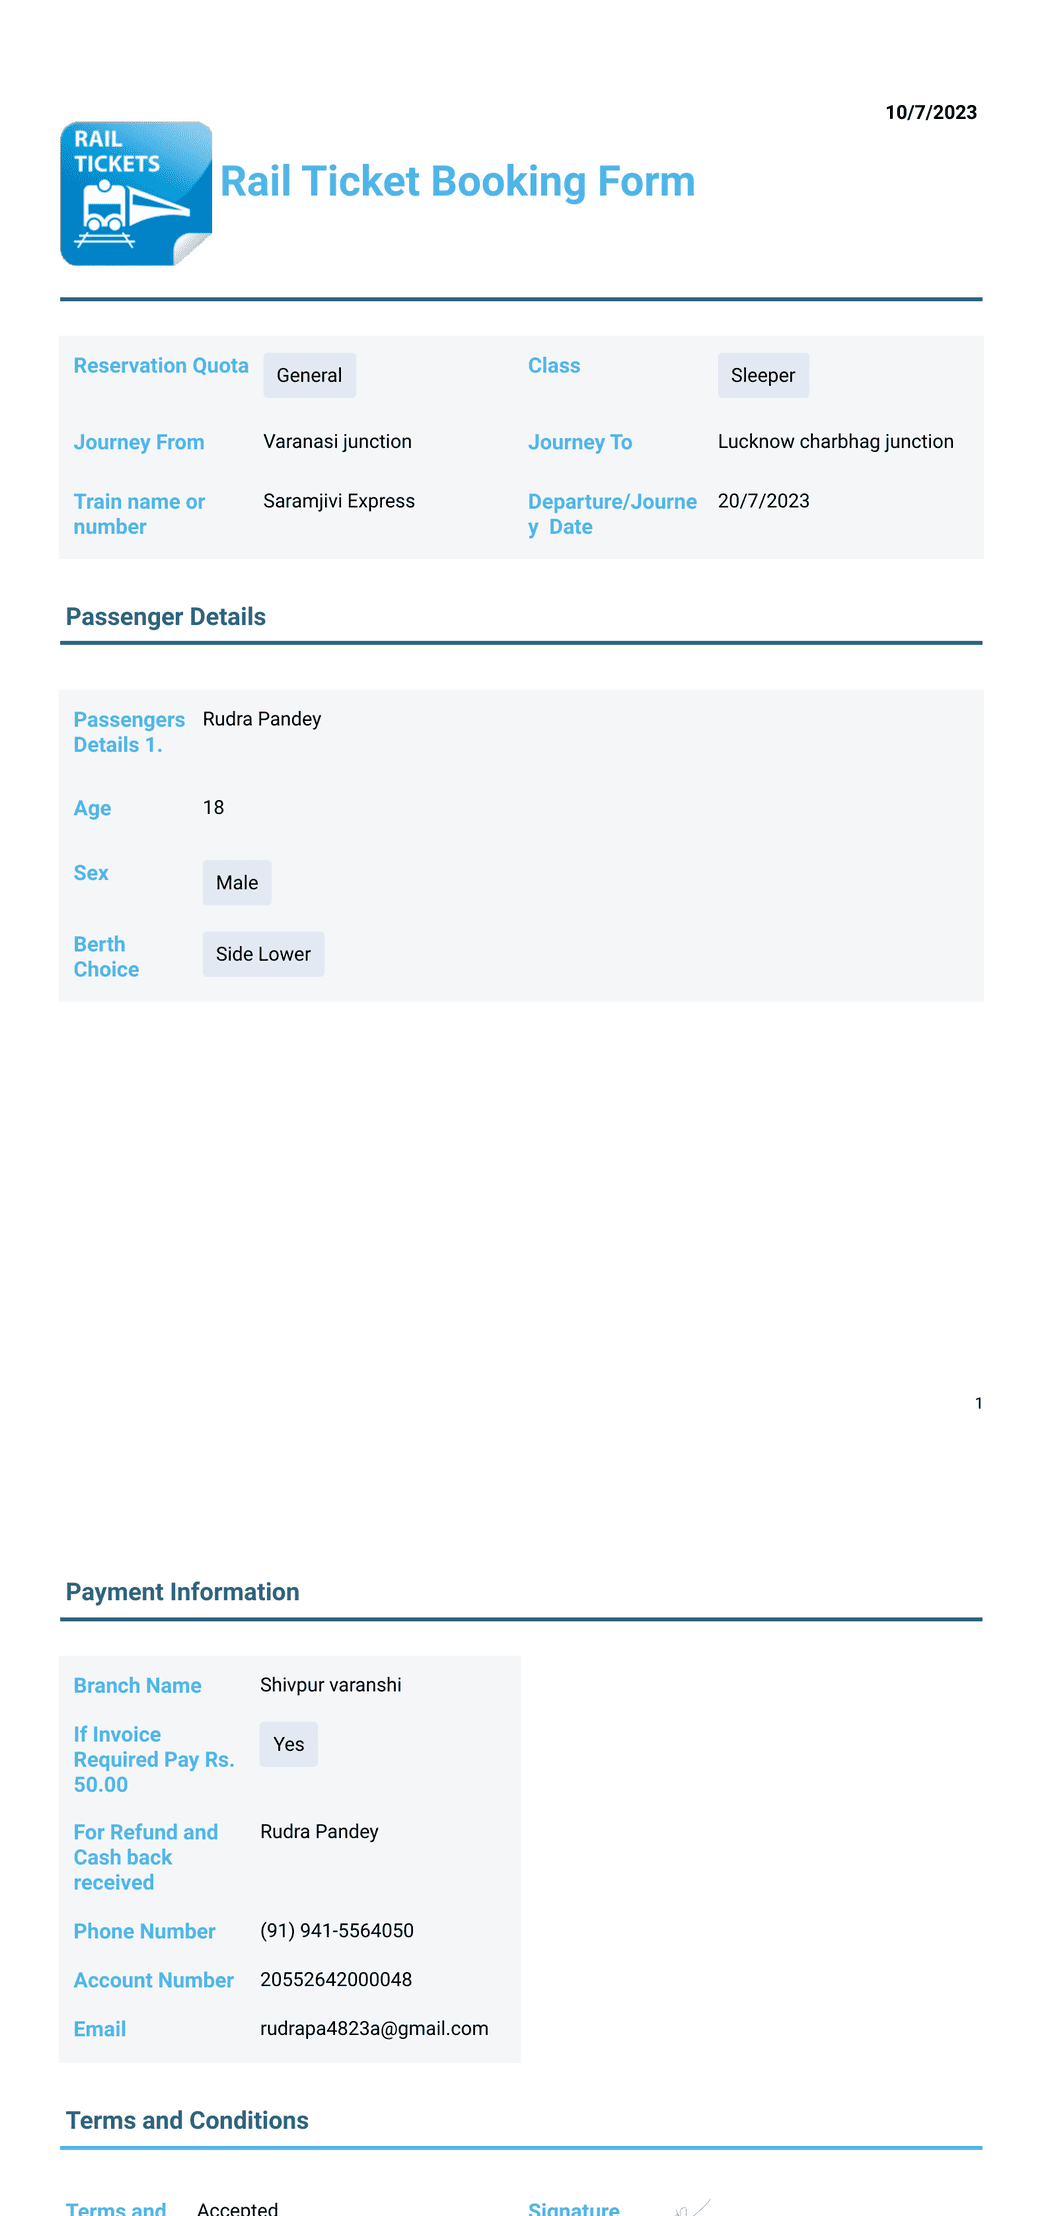 10/7/2023
RAIL
TICKETS
Rail Ticket Booking Form
Reservation Quota General Class Sleeper
Journey From Varanasi junction Journey To Lucknow charbhag junction
Train name or Saramjivi Express Departure/Journe 20/7/2023
number y Date
Passenger Details
Passengers Rudra Pandey
Details 1.
Age 18
Sex Male
Berth Side Lower
Choice
1
Payment Information
Branch Name Shivpur varanshi
If Invoice Yes
Required Pay Rs.
50.00
For Refund and Rudra Pandey
Cash back
received
Phone Number (91) 941-5564050
Account Number 20552642000048
Email rudrapa4823a@gmail.com
Terms and Conditions
Terms and Accepted Signature